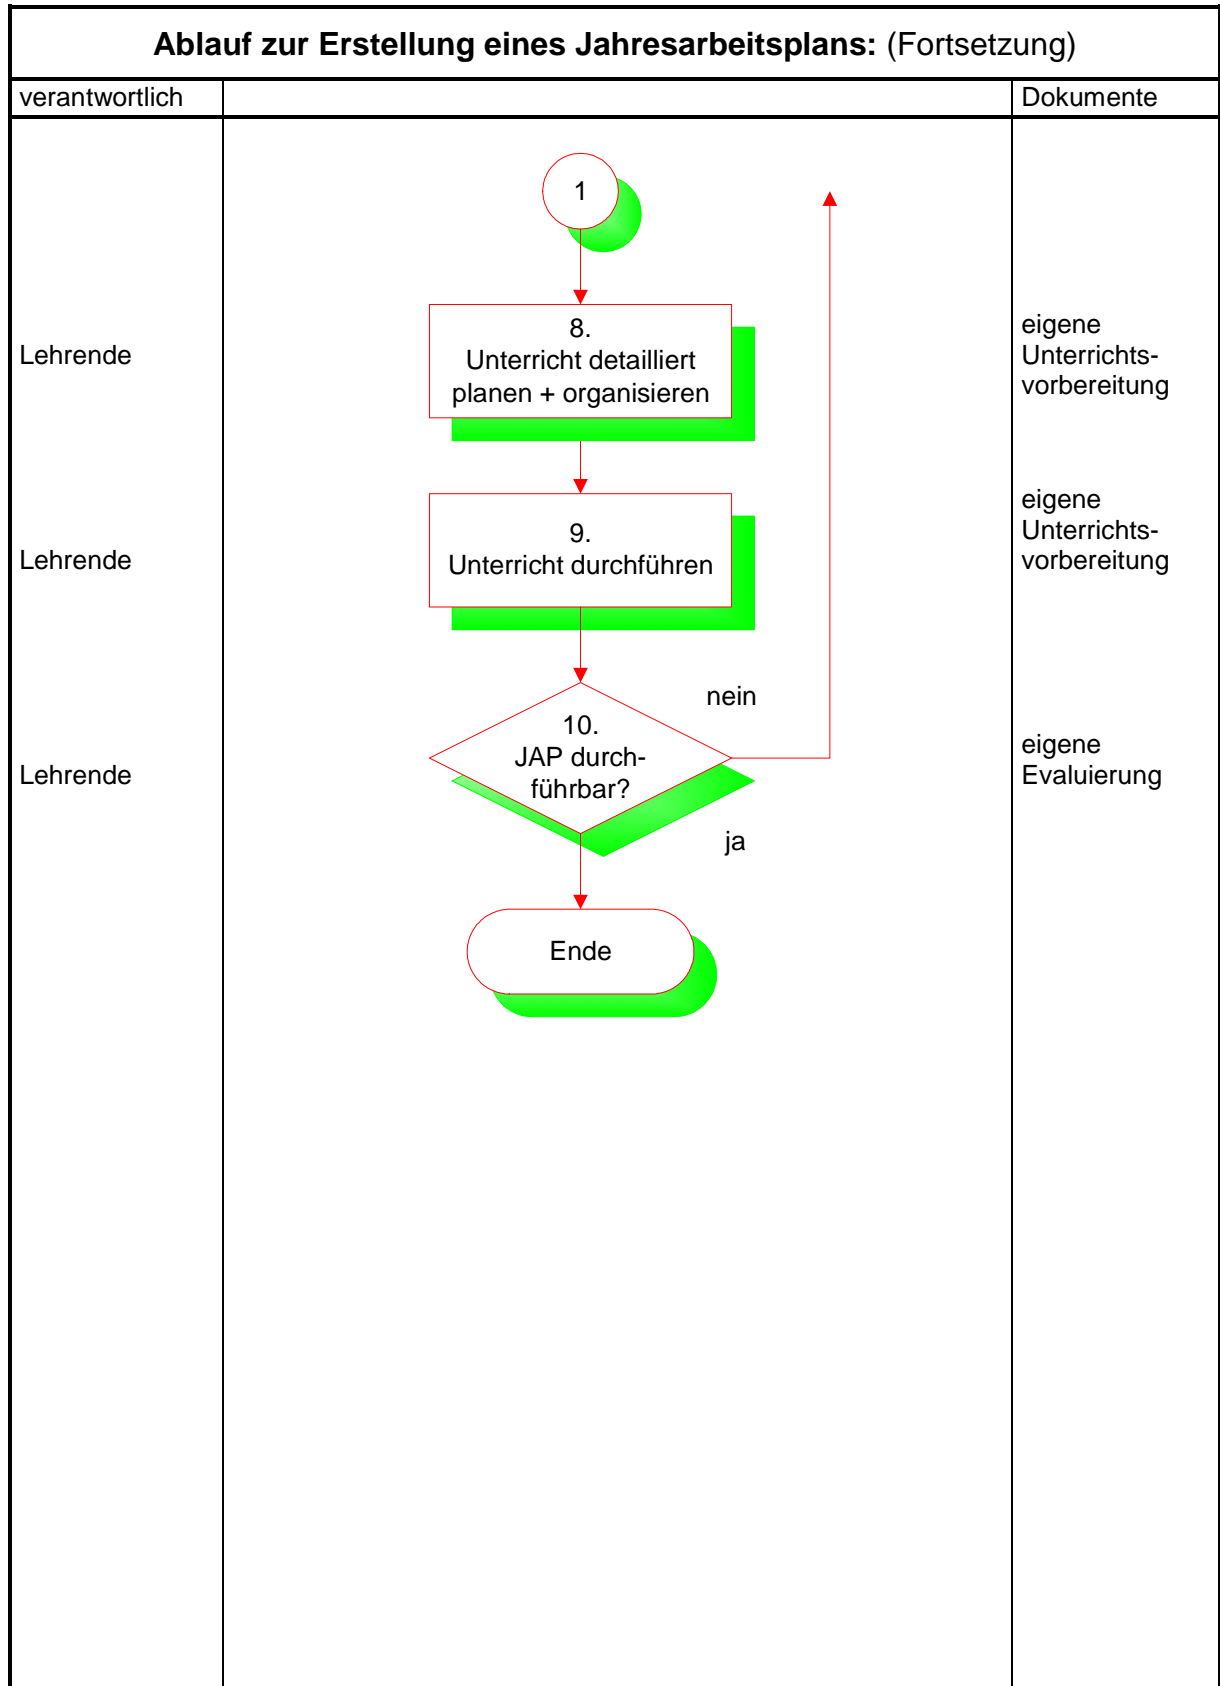 Ablauf zur Erstellung eines Jahresarbeitsplans: (Fortsetzung)
verantwortlich
Dokumente
1
Lehrende
8.
Unterricht detailliert
planen + organisieren
eigene
Unterrichts-
vorbereitung
Lehrende
9.
Unterricht durchführen
eigene
Unterrichts-
vorbereitung
nein
Lehrende
10.
JAP durch-
führbar?
eigene
Evaluierung
ja
Ende